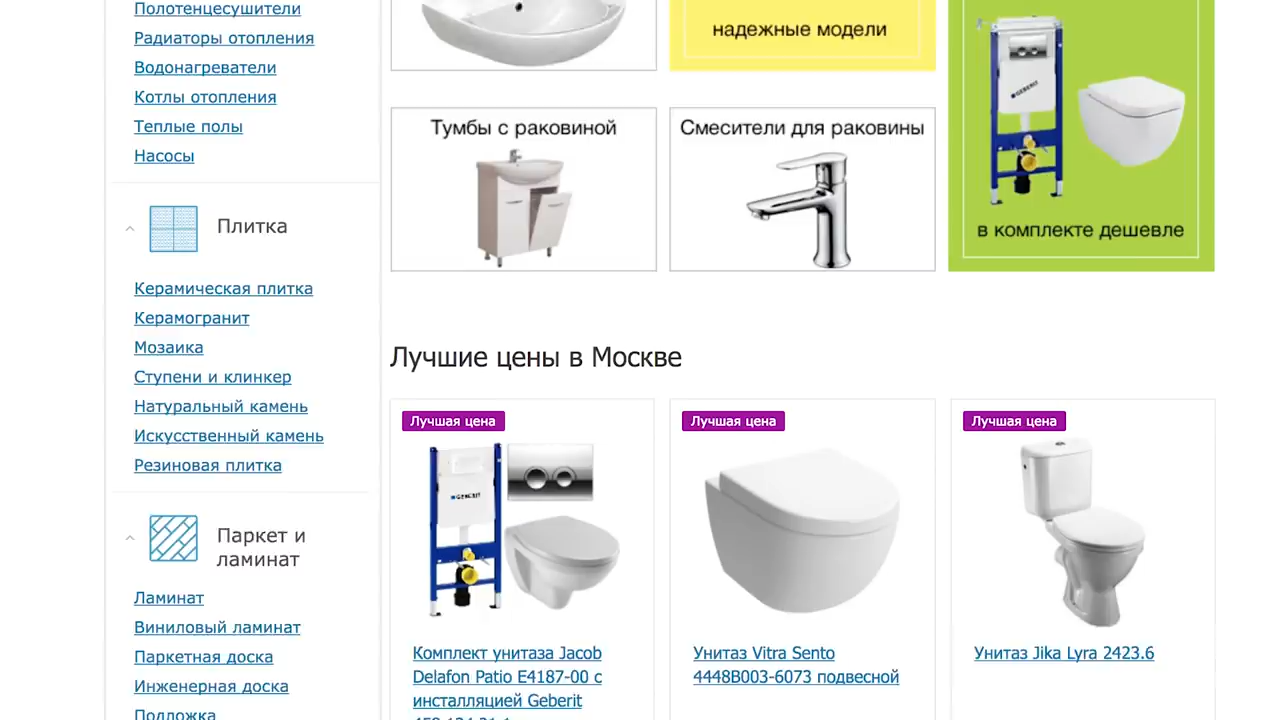 Полотенцесушители
Радиаторы отопления
Водонагреватели
Котлы отопления
Теплые полы
Насосы
Плитка
Керамическая плитка
Керамогранит
Мозаика
Ступени и клинкер
Натуральный камень
Искусственный камень
Резиновая плитка
Паркет и
ламинат
Ламинат
Виниловый ламинат
Паркетная доска
Инженерная доска
Подложка
надежные модели
GEBERIT
в комплекте дешевле
Тумбы с раковиной
Смесители для раковины
Лучшие цены в Москве
Лучшая цена
GEBERIT
Комплект унитаза Jacob
Delafon Patio E4187-00 с
инсталляцией Geberit
Лучшая цена
Унитаз Vitra Sento
4448B003-6073 подвесной
Лучшая цена
Унитаз Jika Lyra 2423.6